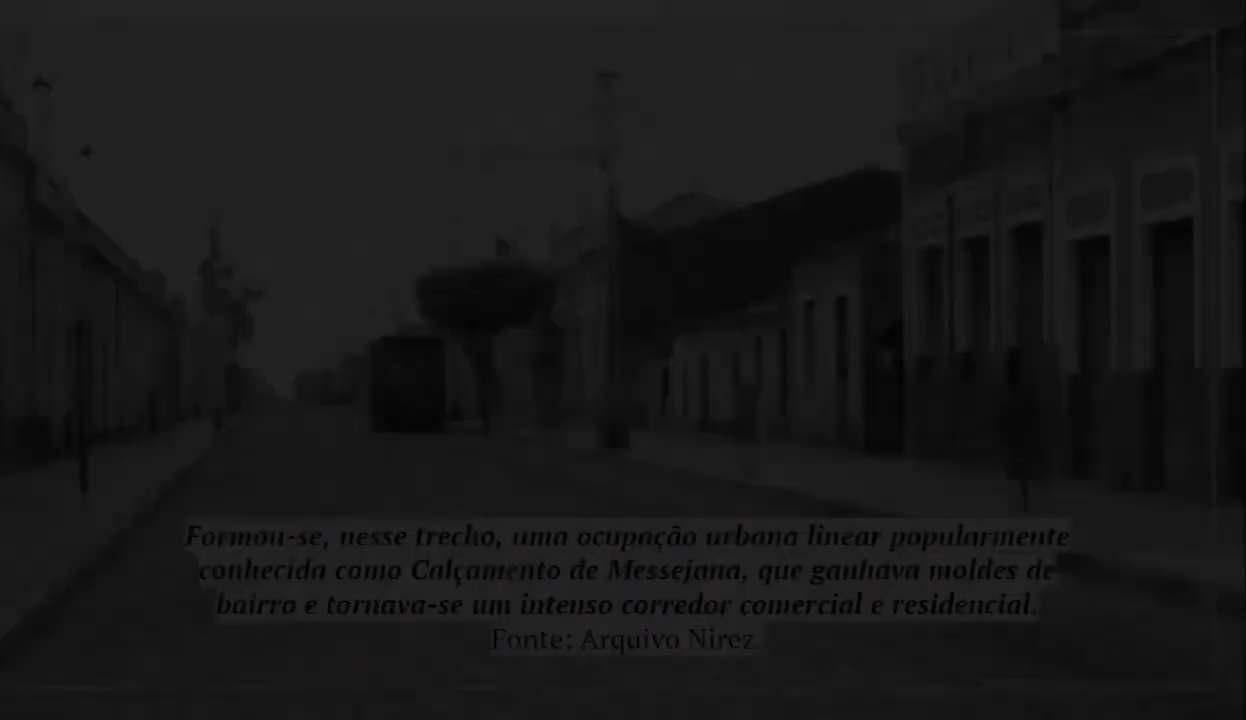 Formou-se, nesse trecho, uma ocupação urbana linear popularmente
conhecida como Calçamento de Messejana, que ganhava moldes de
bairro e tornava-se um intenso corredor comercial e residencial.
Fonte: Arquivo Nirez